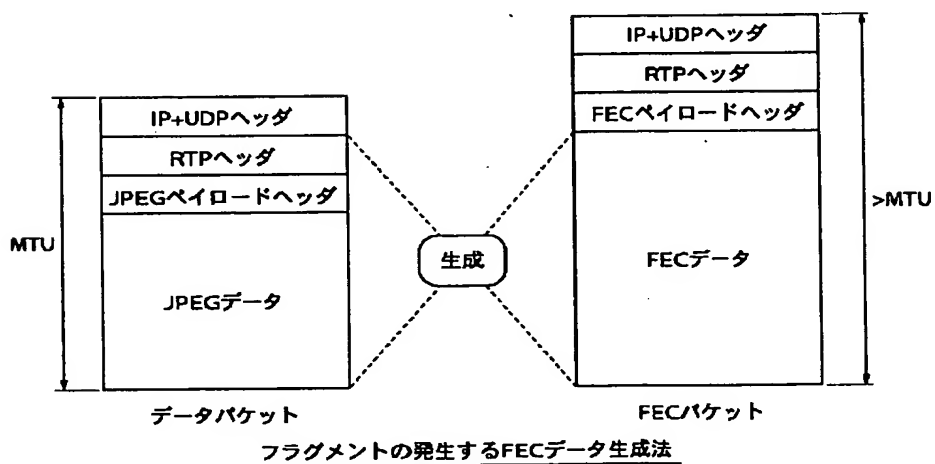 MTU
IP+UDPヘッダ
RTPヘッダ
JPEGペイロードヘッダ
JPEGデータ
データパケット
生成
IP+UDPヘッダ
RTPヘッダ
FECペイロードヘッダ
FECデータ
>MTU
FECパケット
フラグメントの発生するFECデータ生成法